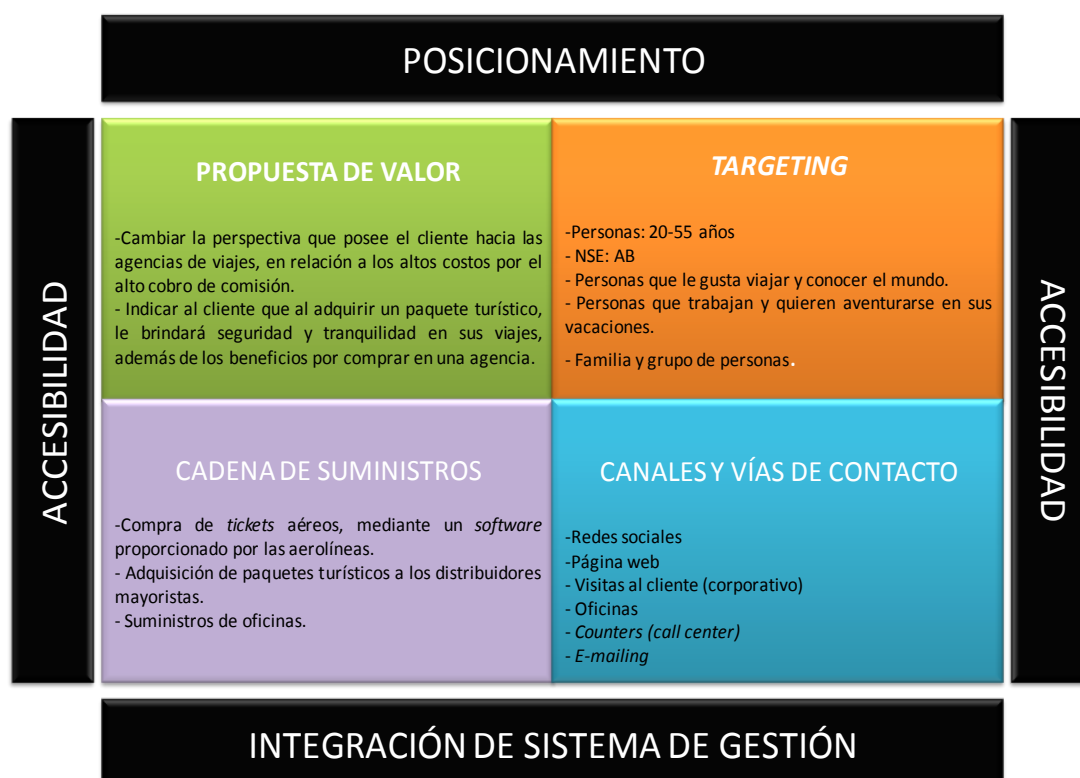 POSICIONAMIENTO
ACCESIBILIDAD
PROPUESTA DE VALOR
-Cambiar la perspectiva que posee el cliente hacia las
agencias de viajes, en relación a los altos costos por el
alto cobro de comisión.
- Indicar al cliente que al adquirir un paquete turístico,
le brindará seguridad y tranquilidad en sus viajes,
además de los beneficios por comprar en una agencia.
TARGETING
-Personas: 20-55 años
- NSE: AB
- Personas que le gusta viajar y conocer el mundo.
- Personas que trabajan y quieren aventurarse en sus
vacaciones.
- Familia y grupo de personas.
ACCESIBILIDAD
CADENA DE SUMINISTROS
-Compra de tickets aéreos, mediante un software
proporcionado por las aerolíneas.
- Adquisición de paquetes turísticos a los distribuidores
mayoristas.
- Suministros de oficinas.
CANALES Y VÍAS DE CONTACTO
-Redes sociales
-Página web
- Visitas al cliente (corporativo)
- Oficinas
- Counters (call center)
- E-mailing
INTEGRACIÓN DE SISTEMA DE GESTIÓN